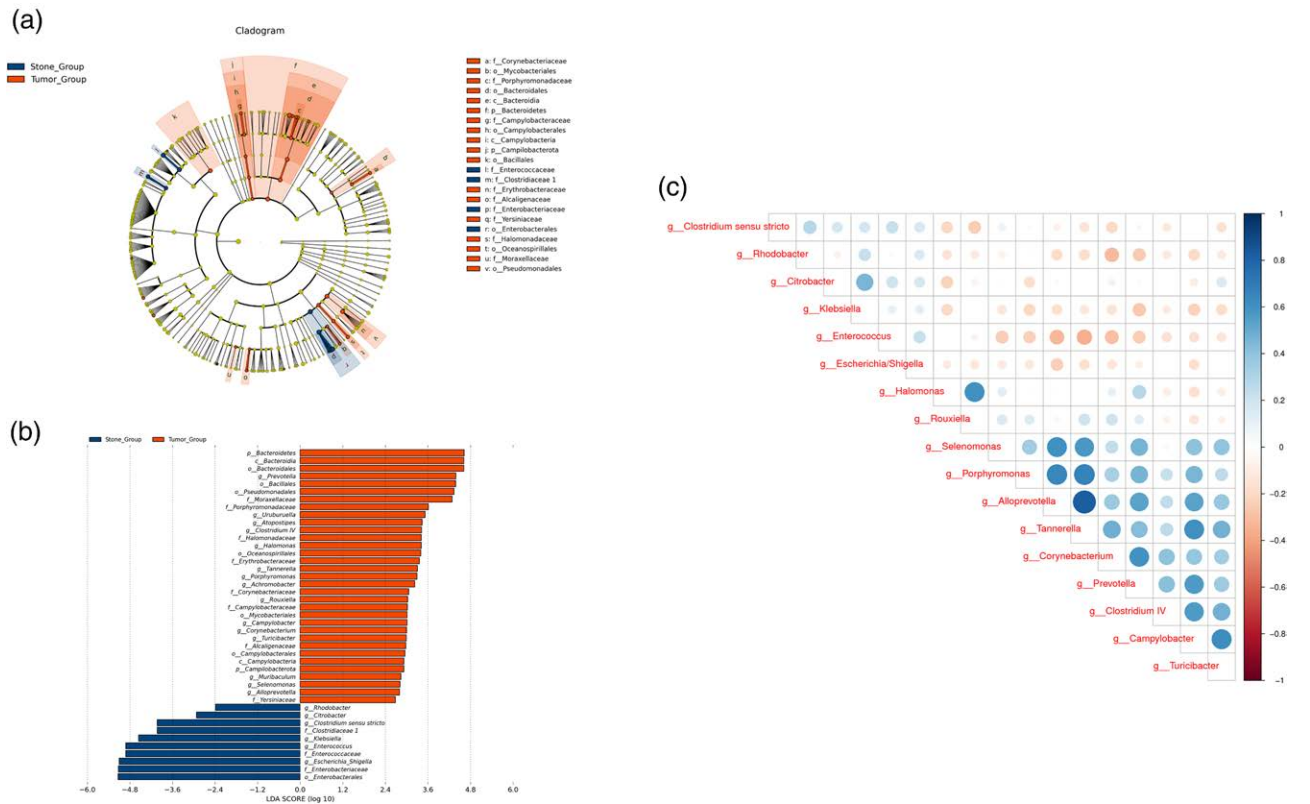 (a)
Cladogram
Stone_Group
Tumor_Group
a: f__Corynebacteriaceae
b: o__Mycobacteriales
c: f__Porphyromonadaceae
d: o__Bacteroidales
e: c__Bacteroidia
f: p__Bacteroidetes
g: f__Campylobacteraceae
h: o__Campylobacterales
i: c__Campylobacteria
j: p__Campilobacterota
k: o__Bacillales
l: f__Enterococcaceae
m: f__Clostridiaceae 1
n: f__Erythrobacteraceae
o: f__Alcaligenaceae
p: f__Enterobacteriaceae
q: f__Yersiniaceae
r: o__Enterobacterales
s: f__Halomonadaceae
t: o__Oceanospirillales
u: f__Moraxellaceae
v: o__Pseudomonadales
(b)
Stone_Group
Tumor_Group
p__Bacteroidetes
c__Bacteroidia
o__Bacteroidales
g__Prevotella
o__Bacillales
o__Pseudomonadales
f__Moraxellaceae
f__Porphyromonadaceae
g__Uruburuella
g__Atopostipes
g__Clostridium IV
f__Halomonadaceae
g__Halomonas
o__Oceanospirillales
f__Erythrobacteraceae
g__Tannerella
g__Porphyromonas
g__Achromobacter
f__Corynebacteriaceae
g__Rouxiella
f__Campylobacteraceae
o__Mycobacteriales
g__Campylobacter
g__Corynebacterium
g__Turicibacter
f__Alcaligenaceae
o__Campylobacterales
c__Campylobacteria
p__Campilobacterota
g__Muribaculum
g__Selenomonas
g__Alloprevotella
f__Yersiniaceae
g__Rhodobacter
g__Citrobacter
g__Clostridium sensu stricto
f__Clostridiaceae 1
g__Klebsiella
g__Enterococcus
f__Enterococcaceae
g__Escherichia_Shigella
f__Enterobacteriaceae
o__Enterobacterales
−6.0 −4.8 −3.6 −2.4 −1.2 0.0 1.2 2.4 3.6 4.8 6.0
LDA SCORE (log 10)
(c)
g__Clostridium sensu stricto
g__Rhodobacter
g__Citrobacter
g__Klebsiella
g__Enterococcus
g__Escherichia/Shigella
g__Halomonas
g__Rouxiella
g__Selenomonas
g__Porphyromonas
g__Alloprevotella
g__Tannerella
g__Corynebacterium
g__Prevotella
g__Clostridium IV
g__Campylobacter
g__Turicibacter
1
0.8
0.6
0.4
0.2
0
−0.2
−0.4
−0.6
−0.8
−1